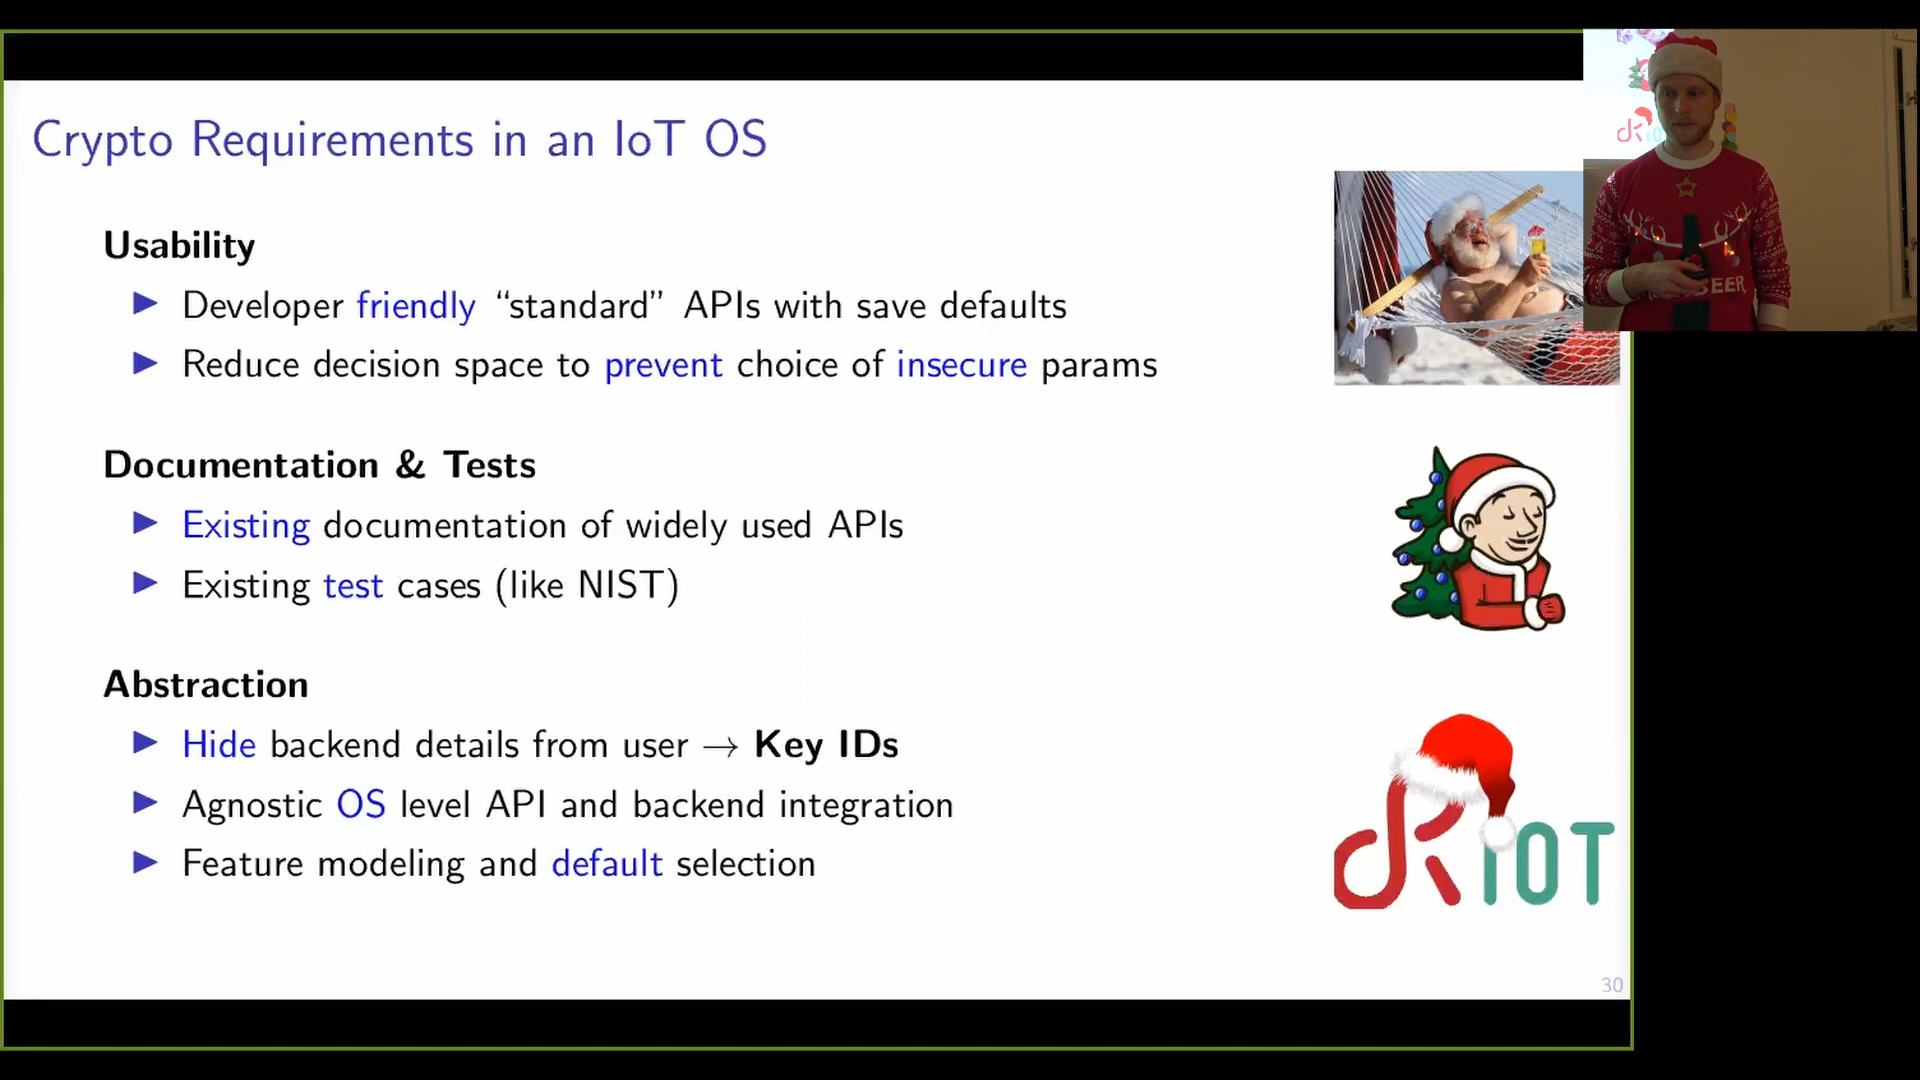 Crypto Requirements in an IoT OS
Usability
▶ Developer friendly “standard” APIs with save defaults
▶ Reduce decision space to prevent choice of insecure params
Documentation & Tests
▶ Existing documentation of widely used APIs
▶ Existing test cases (like NIST)
Abstraction
▶ Hide backend details from user → Key IDs
▶ Agnostic OS level API and backend integration
▶ Feature modeling and default selection
RIOT
30
BEER